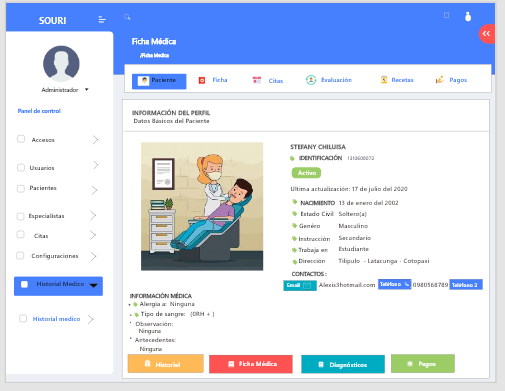 SOURI
Ficha Médica
/Ficha Medica
Administrador
Panel de control
Accesos
Usuarios
Pacientes
Especialistas
Citas
Configuraciones
Historial Medico
Historial medico
Paciente
Ficha
Citas
Evaluación
Recetas
Pagos
INFORMACIÓN DEL PERFIL
Datos Básicos del Paciente
STEFANY CHILUISA
IDENTIFICACIÓN 1310600072
Activo
Ultima actualización: 17 de julio del 2020
NACIMIENTO 13 de enero del 2002
Estado Civil Soltero(a)
Genéro Masculino
Instrucción Secundario
Trabaja en Estudiante
Dirección Tilipulo - Latacunga - Cotopaxi
CONTACTOS :
Email Alexis3hotmail.com Teléfono 0980568789 Teléfono 2
INFORMACIÓN MÉDICA
Alergia a: Ninguna
Tipo de sangre: (ORH + )
Observación:
Ninguna
Antecedentes:
Ninguna
Historial
Ficha Médica
Diagnósticos
Pagos